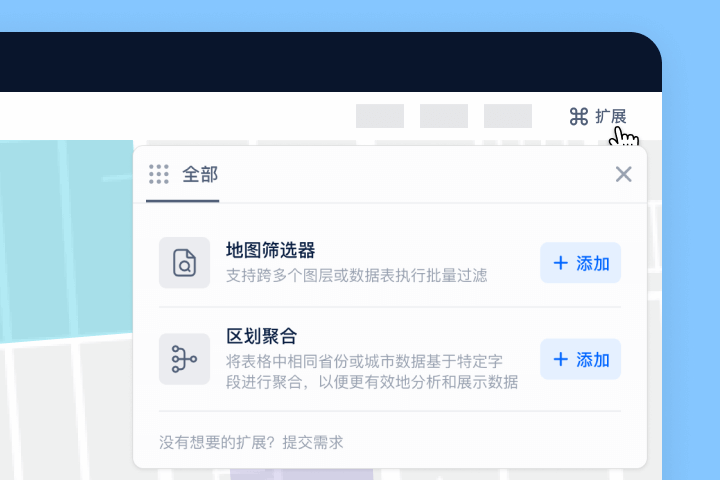 扩展
全部
地图筛选器
支持跨多个图层或数据表执行批量过滤
添加
区划聚合
将表格中相同省份或城市数据基于特定字
段进行聚合，以便更有效地分析和展示数据
添加
没有想要的扩展？提交需求